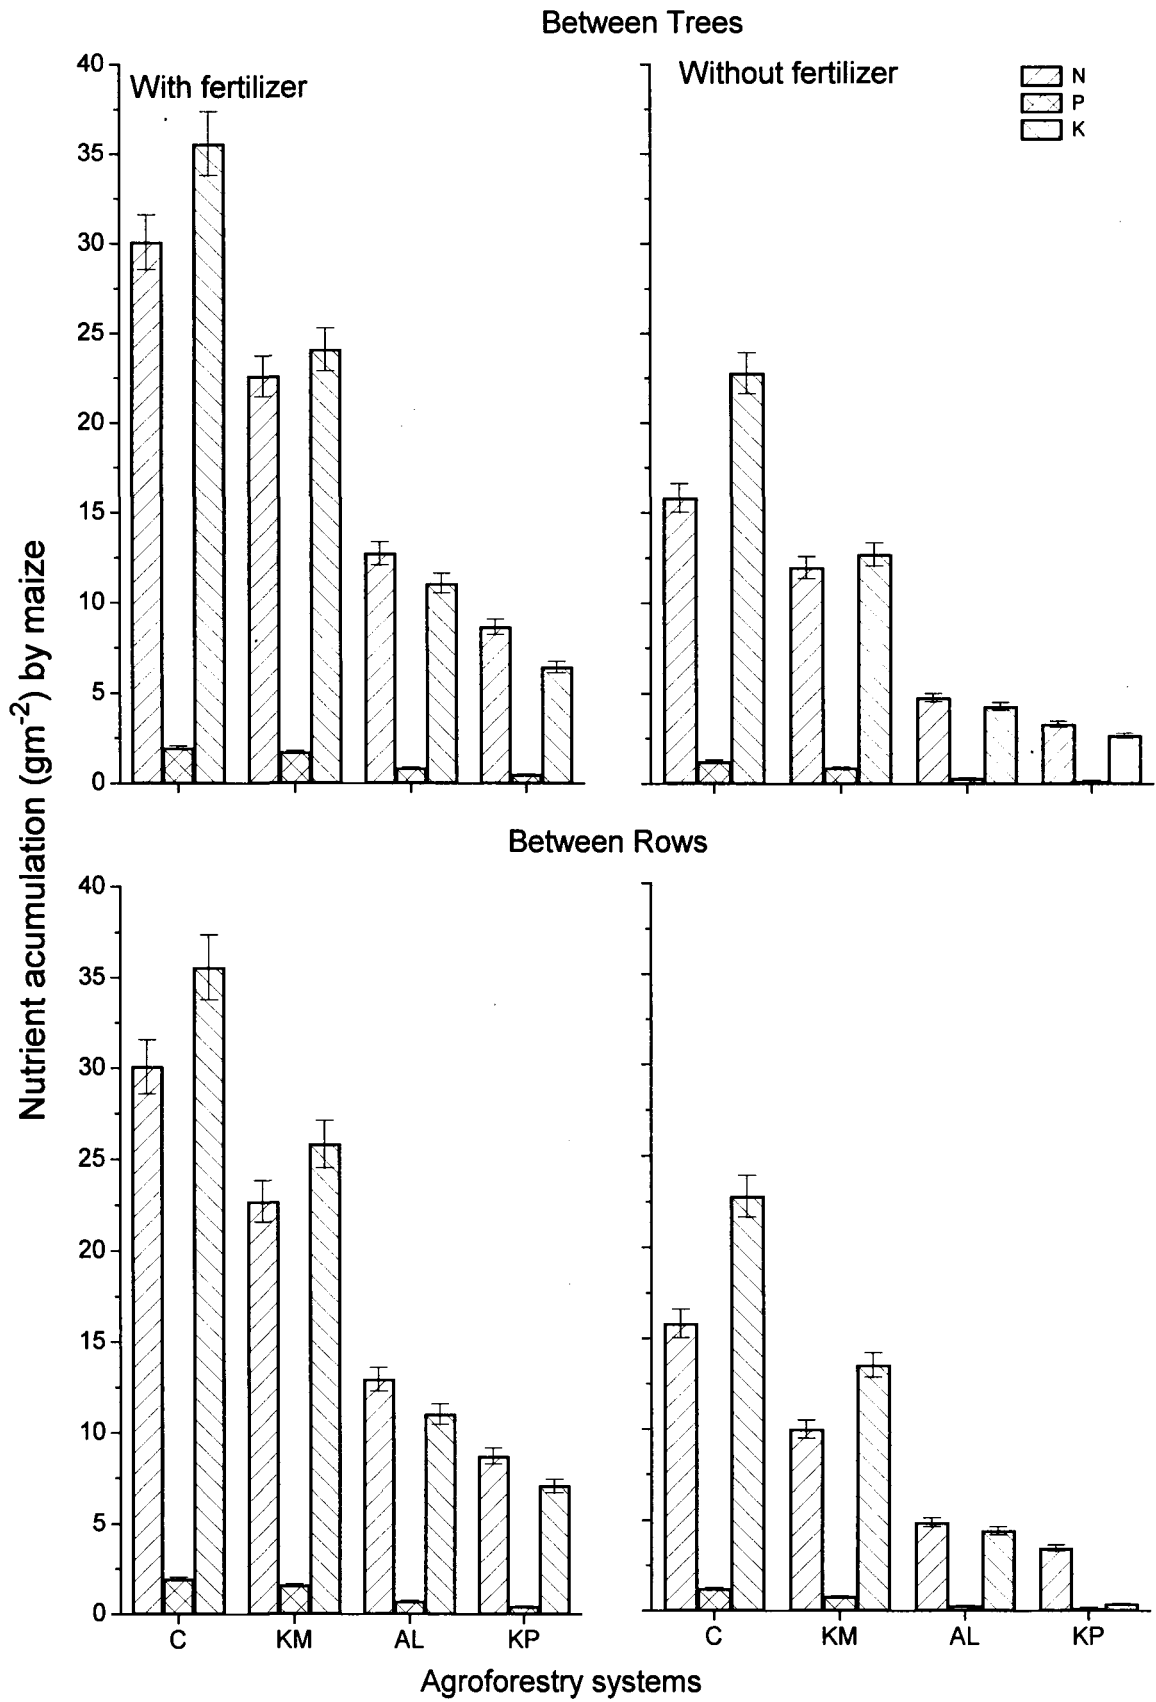 Between Trees
With fertilizer
Without fertilizer
N
P
K
40
35
30
25
20
15
10
5
0
Nutrient acumulation (gm-2) by maize
Between Rows
40
35
30
25
20
15
10
5
0
C KM AL KP
C KM AL KP
Agroforestry systems